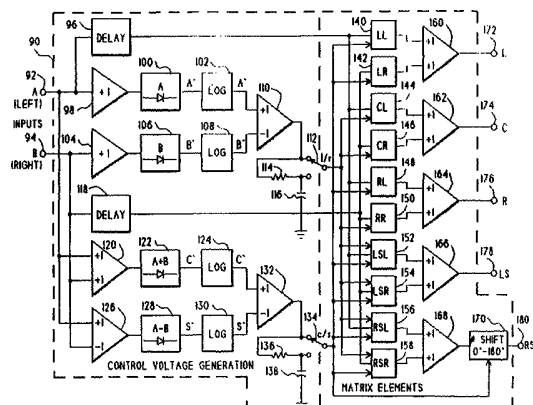 90
96
DELAY
A
92
(LEFT)
INPUTS
94
B
(RIGHT)
98
+1
100
A
A'
102
LOG
A"
110
+1
-1
104
+1
106
B
B'
108
LOG
B"
112
l/r
114
116
118
DELAY
120
+1
+1
122
A+B
C'
124
LOG
C"
132
+1
-1
126
+1
-1
128
A-B
S'
130
LOG
S"
134
c/s
136
138
CONTROL VOLTAGE GENERATION
140
LL
142
LR
144
CL
146
CR
148
RL
150
RR
152
LSL
154
LSR
156
RSL
158
RSR
MATRIX ELEMENTS
160
+1
+1
172
L
162
+1
+1
174
C
164
+1
+1
176
R
166
+1
+1
178
LS
168
+1
+1
170
SHIFT
0°-180°
180